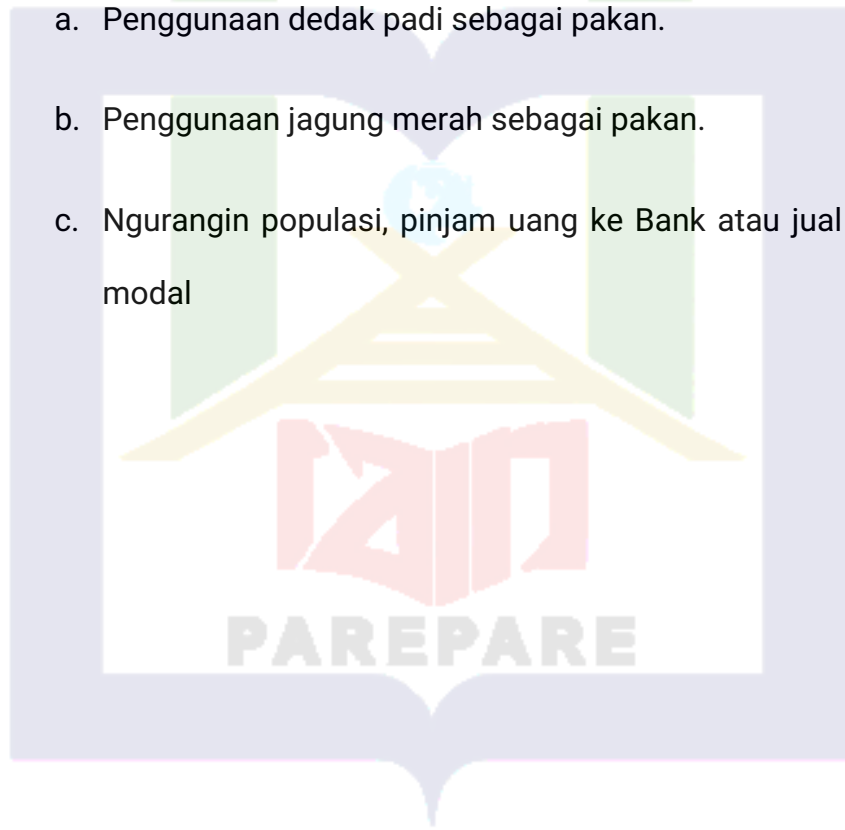 a. Penggunaan dedak padi sebagai pakan.
b. Penggunaan jagung merah sebagai pakan.
c. Ngurangin populasi, pinjam uang ke Bank atau jual
modal
iain
PAREPARE